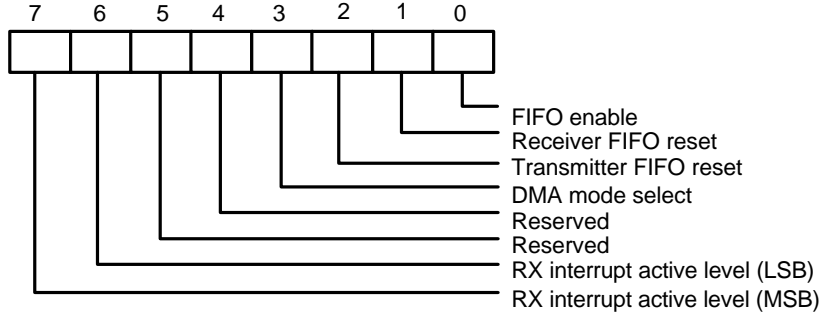 7 6 5 4 3 2 1 0
FIFO enable
Receiver FIFO reset
Transmitter FIFO reset
DMA mode select
Reserved
Reserved
RX interrupt active level (LSB)
RX interrupt active level (MSB)